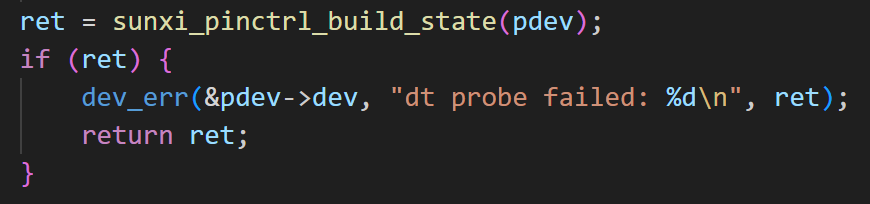 ret = sunxi_pinctrl_build_state(pdev);
if (ret) {
    dev_err(&pdev->dev, "dt probe failed: %d\n", ret);
    return ret;
}